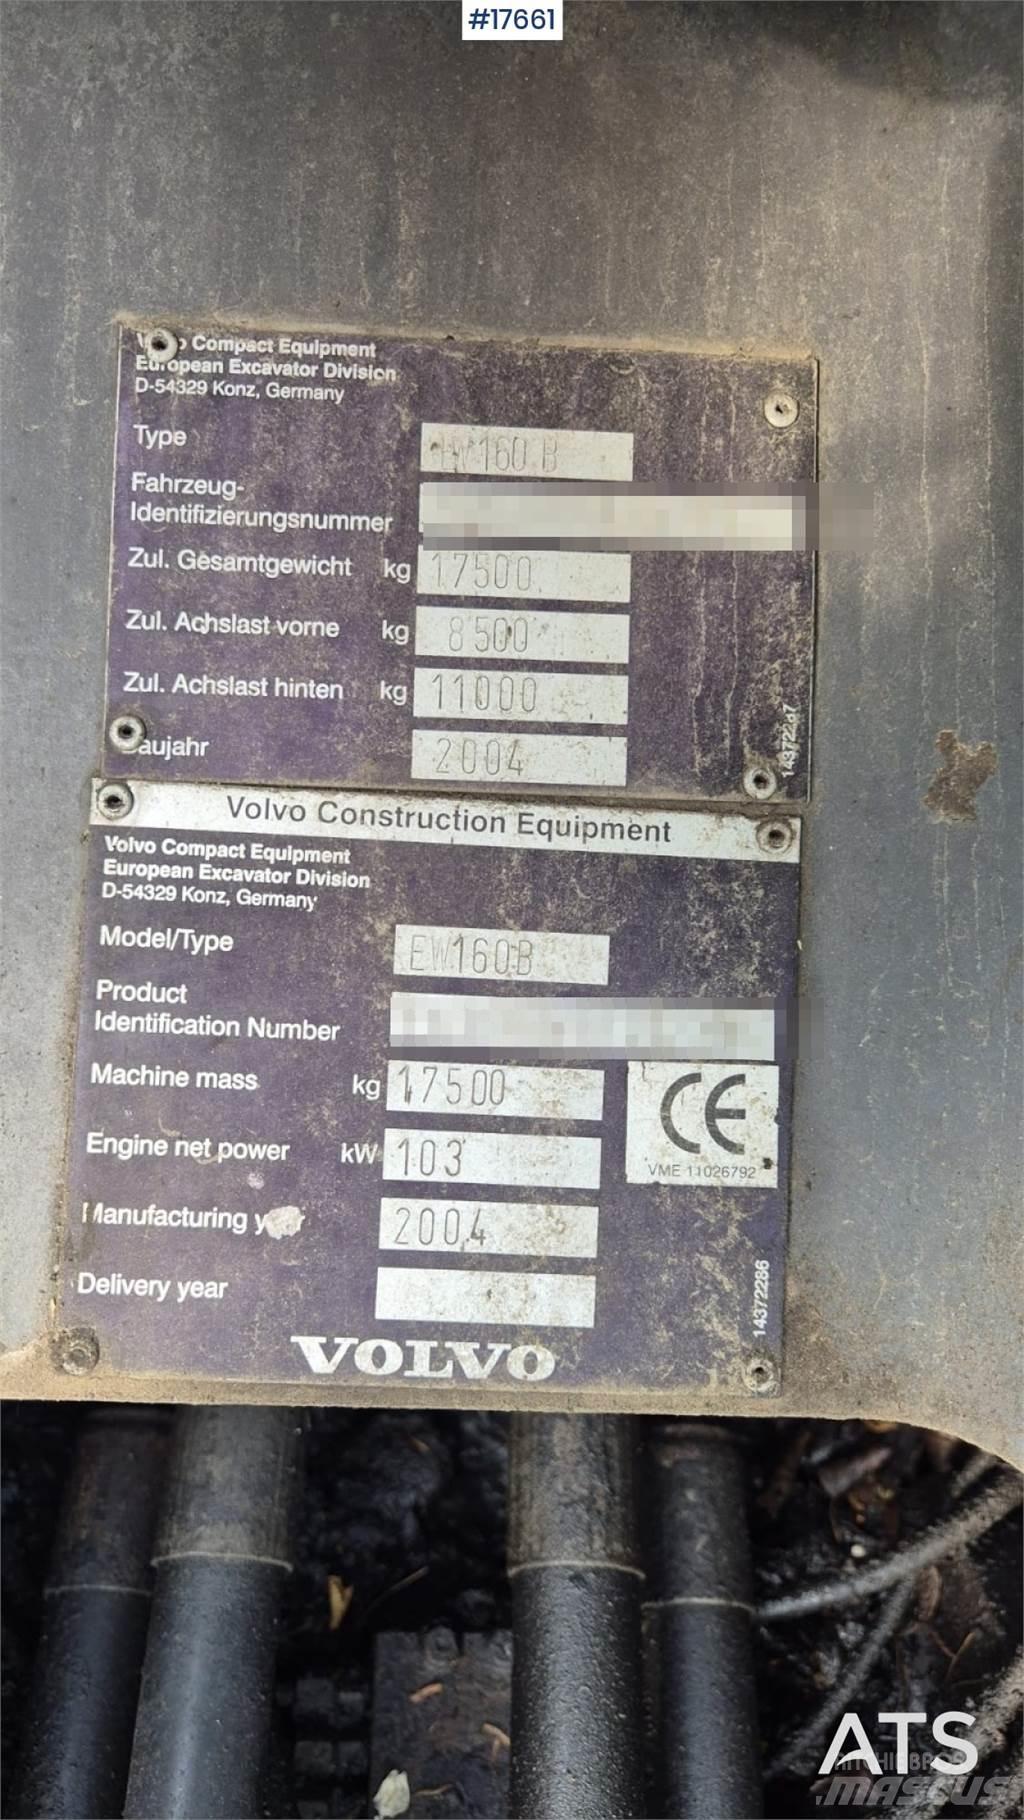 #17661
Volvo Compact Equipment
European Excavator Division
D-54329 Konz, Germany
Type EW160 B
Fahrzeug-
Identifizierungsnummer
Zul. Gesamtgewicht kg 17500
Zul. Achslast vorne kg 8500
Zul. Achslast hinten kg 11000
Baujahr 2004
Volvo Construction Equipment
Volvo Compact Equipment
European Excavator Division
D-54329 Konz, Germany
Model/Type EW160B
Product
Identification Number
Machine mass kg 17500
CE
Engine net power kW 103
VME 11026792
Manufacturing year 2004
Delivery year
14372286
VOLVO
ATS
MASCUS